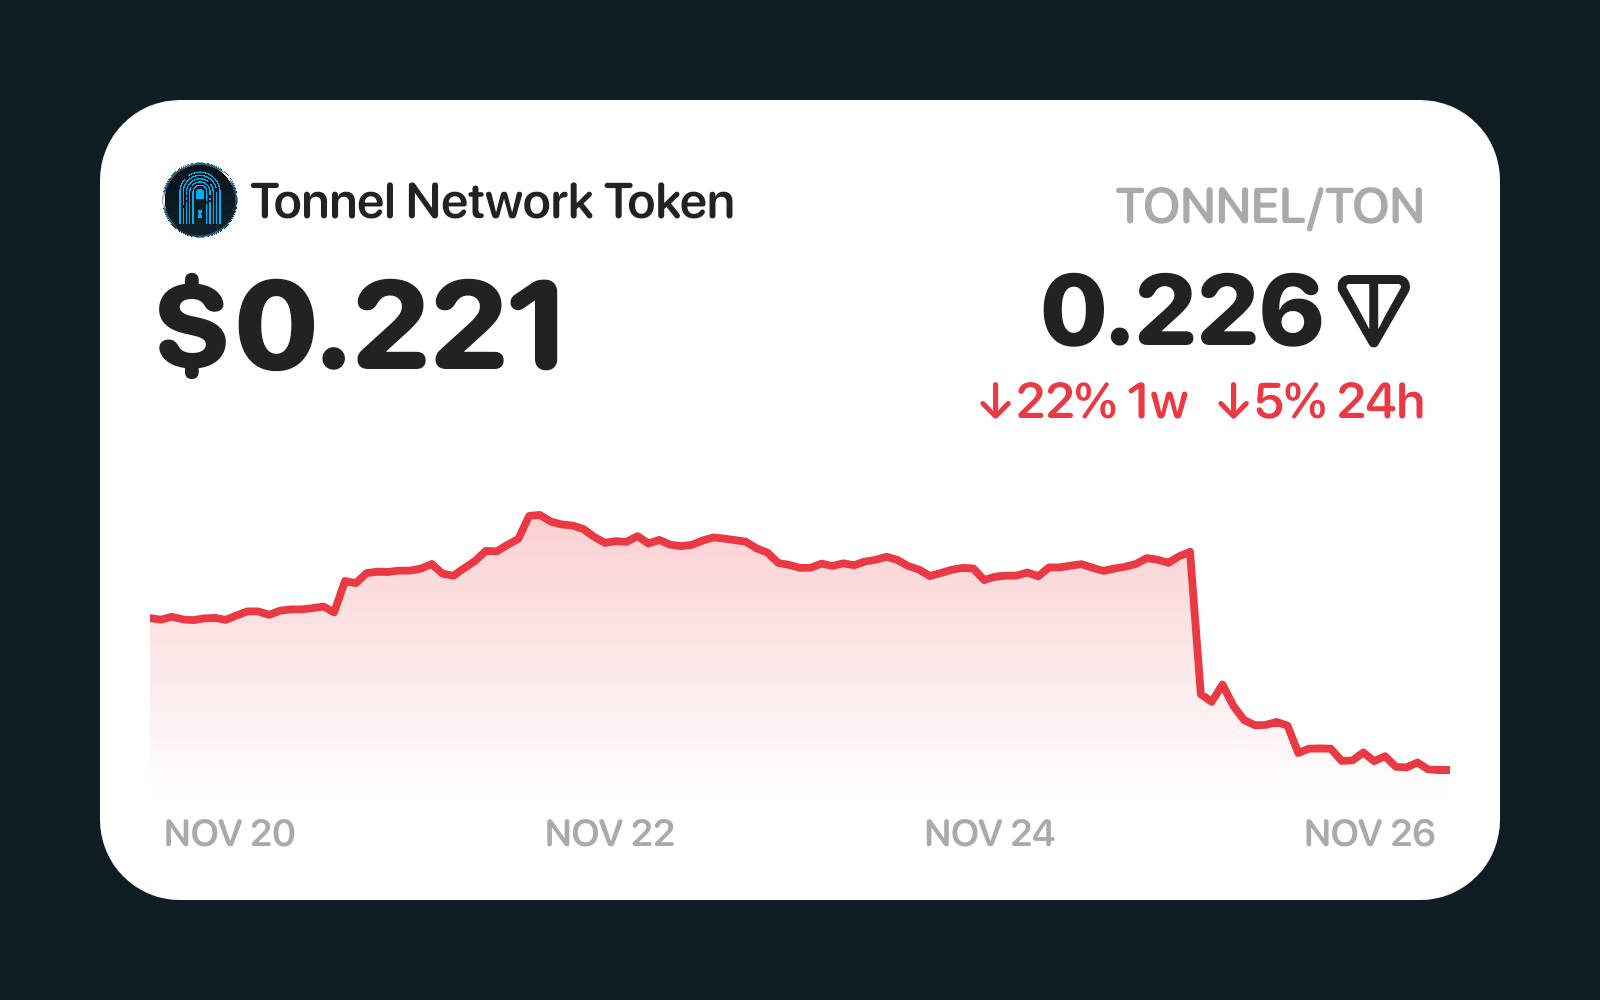 Tonnel Network Token
TONNEL/TON
$0.221
0.226
↓22% 1w ↓5% 24h
NOV 20 NOV 22 NOV 24 NOV 26